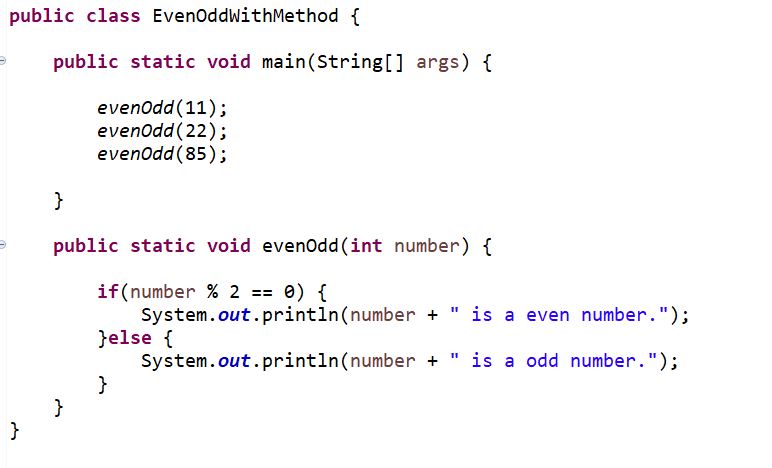 public class EvenOddWithMethod {
public static void main(String[] args) {
evenOdd(11);
evenOdd(22);
evenOdd(85);
}
public static void evenOdd(int number) {
if(number % 2 == 0) {
System.out.println(number + " is a even number.");
}else {
System.out.println(number + " is a odd number.");
}
}
}